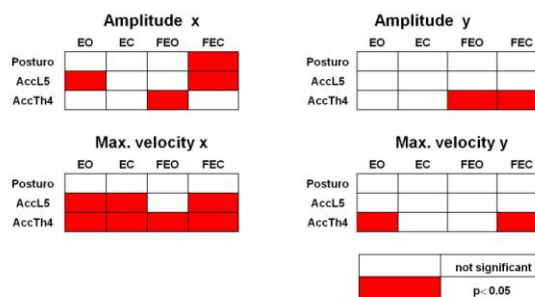 Amplitude x
EO EC FEO FEC
Posturo
AccL5
AccTh4
Amplitude y
EO EC FEO FEC
Posturo
AccL5
AccTh4
Max. velocity x
EO EC FEO FEC
Posturo
AccL5
AccTh4
Max. velocity y
EO EC FEO FEC
Posturo
AccL5
AccTh4
not significant
p< 0.05